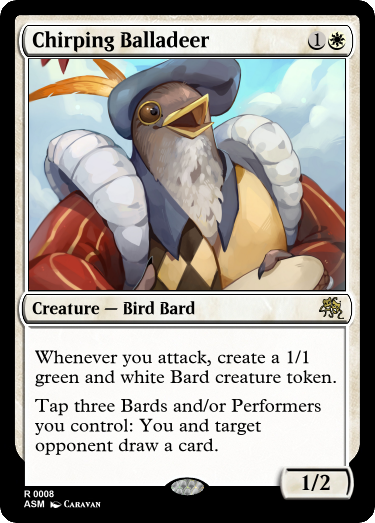 Chirping Balladeer 1
Creature — Bird Bard
Whenever you attack, create a 1/1
green and white Bard creature token.
Tap three Bards and/or Performers
you control: You and target
opponent draw a card.
1/2
R 0008
ASM CARAVAN